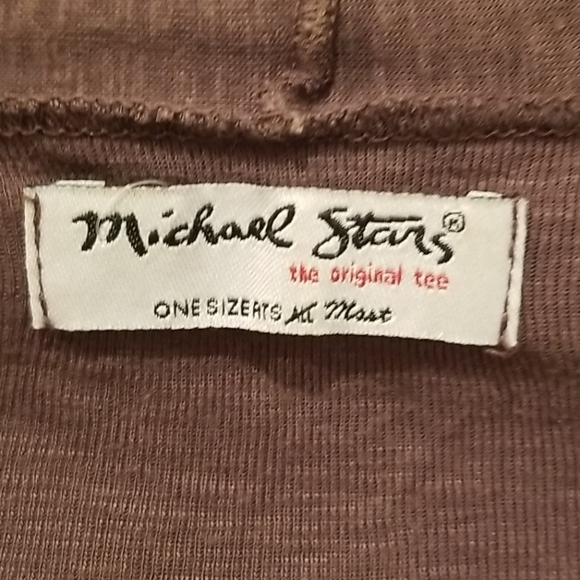 Michael Stars®
the original tee
ONE SIZE FITS ALL Most